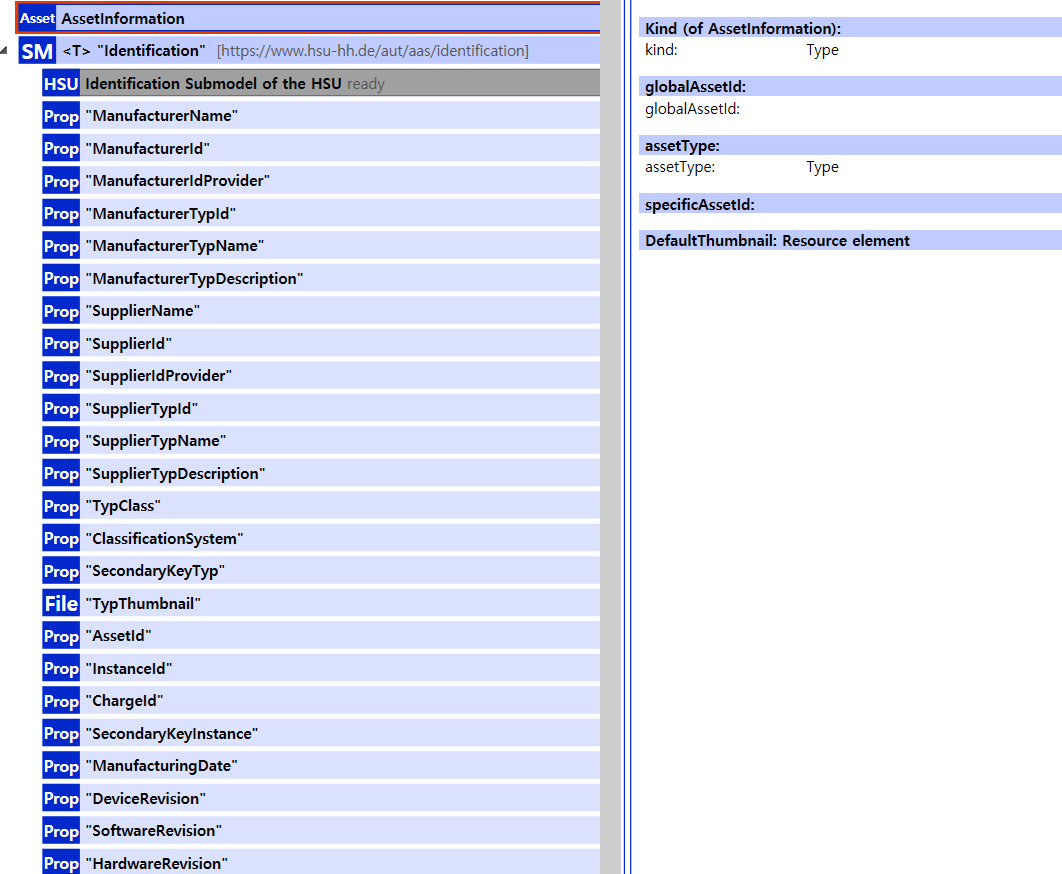 Asset AssetInformation
SM <T> "Identification" [https://www.hsu-hh.de/aut/aas/identification]
HSU Identification Submodel of the HSU ready
Prop "ManufacturerName"
Prop "ManufacturerId"
Prop "ManufacturerIdProvider"
Prop "ManufacturerTypId"
Prop "ManufacturerTypName"
Prop "ManufacturerTypDescription"
Prop "SupplierName"
Prop "SupplierId"
Prop "SupplierIdProvider"
Prop "SupplierTypId"
Prop "SupplierTypName"
Prop "SupplierTypDescription"
Prop "TypClass"
Prop "ClassificationSystem"
Prop "SecondaryKeyTyp"
File "TypThumbnail"
Prop "AssetId"
Prop "InstanceId"
Prop "ChargeId"
Prop "SecondaryKeyInstance"
Prop "ManufacturingDate"
Prop "DeviceRevision"
Prop "SoftwareRevision"
Prop "HardwareRevision"
Kind (of AssetInformation):
kind: Type
globalAssetId:
globalAssetId:
assetType:
assetType: Type
specificAssetId:
DefaultThumbnail: Resource element